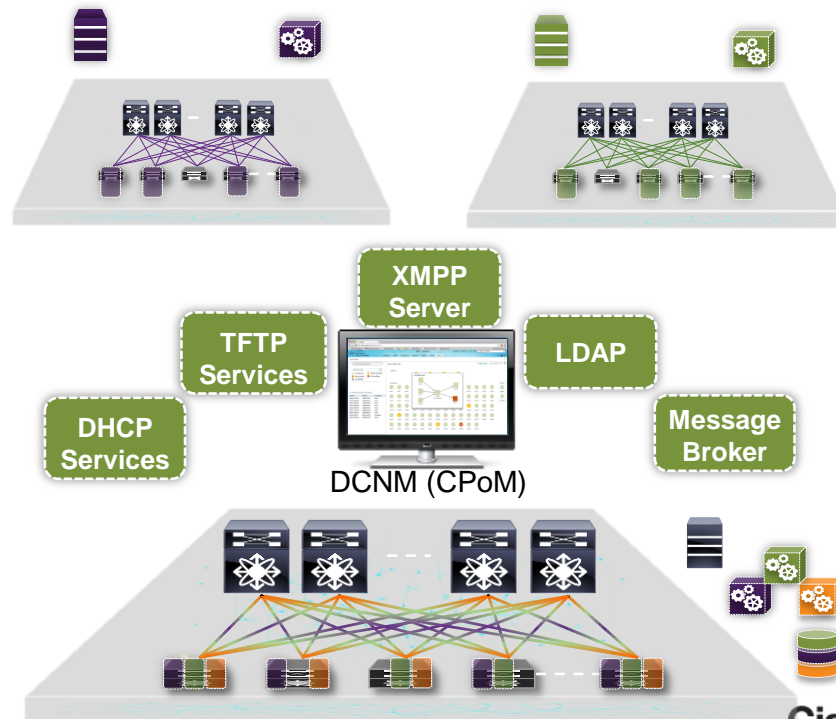 XMPP
Server
TFTP
Services
LDAP
DHCP
Services
Message
Broker
DCNM (CPoM)